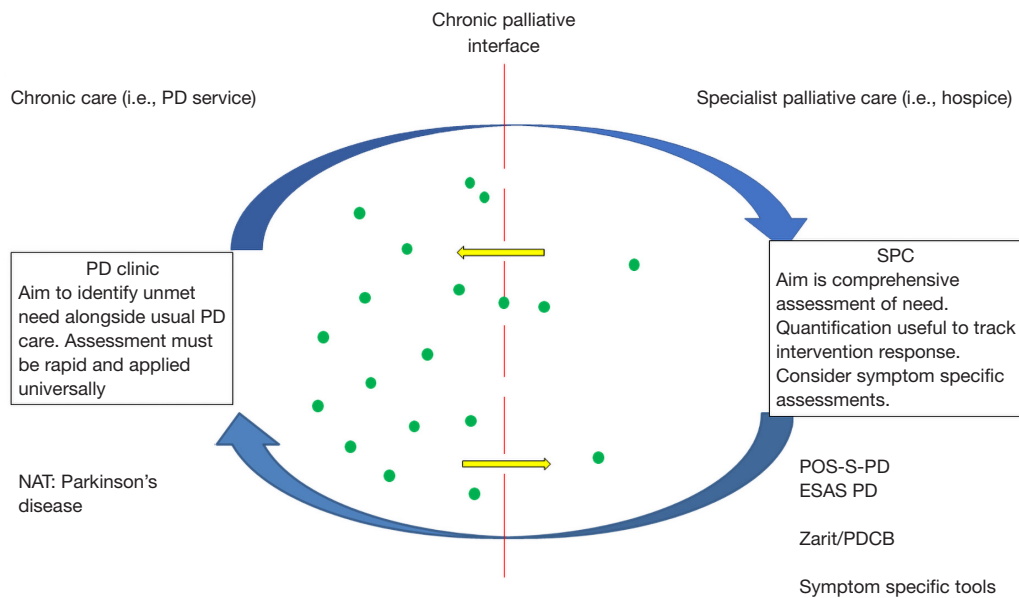 Chronic palliative
interface
Chronic care (i.e., PD service)
Specialist palliative care (i.e., hospice)
PD clinic
Aim to identify unmet
need alongside usual PD
care. Assessment must
be rapid and applied
universally
SPC
Aim is comprehensive
assessment of need.
Quantification useful to track
intervention response.
Consider symptom specific
assessments.
NAT: Parkinson’s
disease
POS-S-PD
ESAS PD
Zarit/PDCB
Symptom specific tools